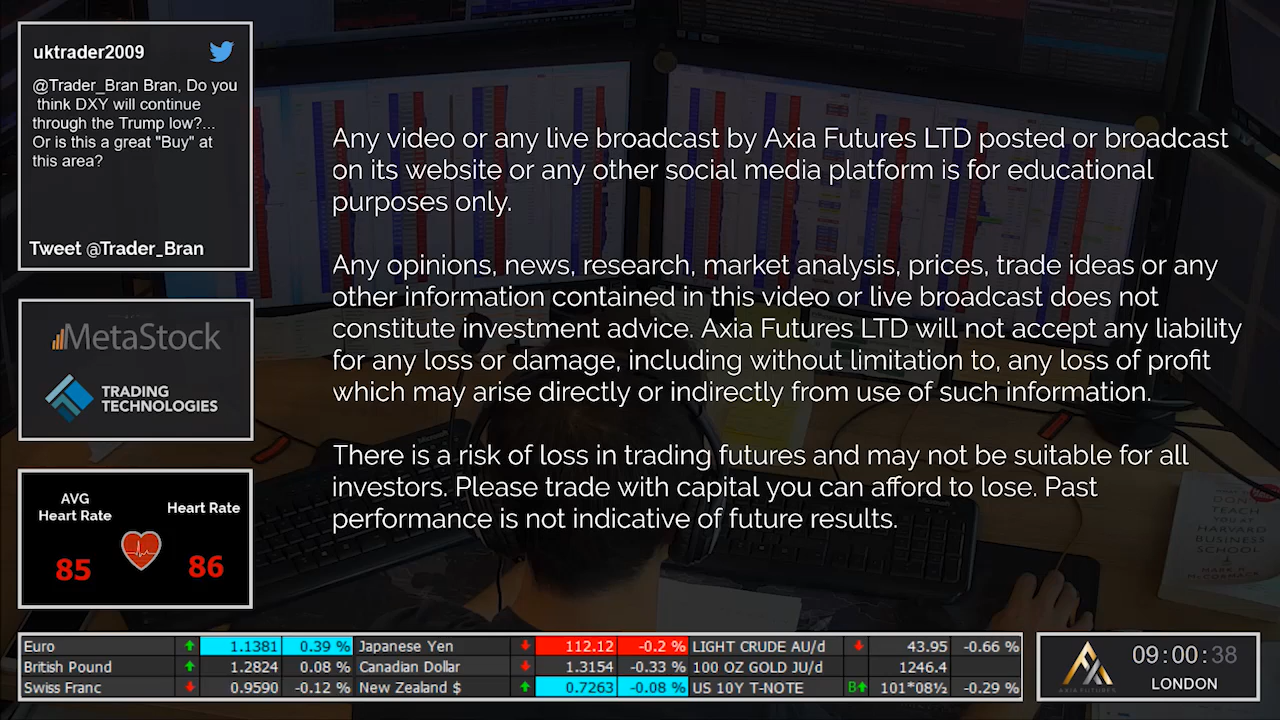 uktrader2009
@Trader_Bran Bran, Do you
think DXY will continue
through the Trump low?...
Or is this a great "Buy" at
this area?
Tweet @Trader_Bran
MetaStock
TRADING
TECHNOLOGIES
AVG
Heart Rate
Heart Rate
85
86
Any video or any live broadcast by Axia Futures LTD posted or broadcast
on its website or any other social media platform is for educational
purposes only.
Any opinions, news, research, market analysis, prices, trade ideas or any
other information contained in this video or live broadcast does not
constitute investment advice. Axia Futures LTD will not accept any liability
for any loss or damage, including without limitation to, any loss of profit
which may arise directly or indirectly from use of such information.
There is a risk of loss in trading futures and may not be suitable for all
investors. Please trade with capital you can afford to lose. Past
performance is not indicative of future results.
TEACH
YOU AT
HARVARD
BUSINESS
SCHOOL
Euro 1.1381 0.39 % Japanese Yen 112.12 -0.2 % LIGHT CRUDE AU/d 43.95 -0.66 %
British Pound 1.2824 0.08 % Canadian Dollar 1.3154 -0.33 % 100 OZ GOLD JU/d 1246.4
Swiss Franc 0.9590 -0.12 % New Zealand $ 0.7263 -0.08 % US 10Y T-NOTE B 101*08½ -0.29 %
AXIA FUTURES
09:00:38
LONDON